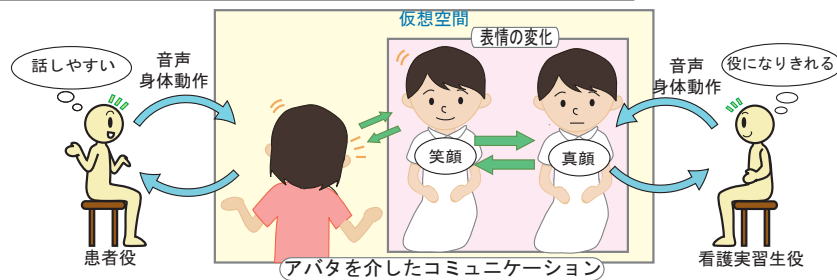 仮想空間
表情の変化
話しやすい
音声
身体動作
役になりきれる
音声
身体動作
笑顔
真顔
患者役
看護実習生役
アバタを介したコミュニケーション